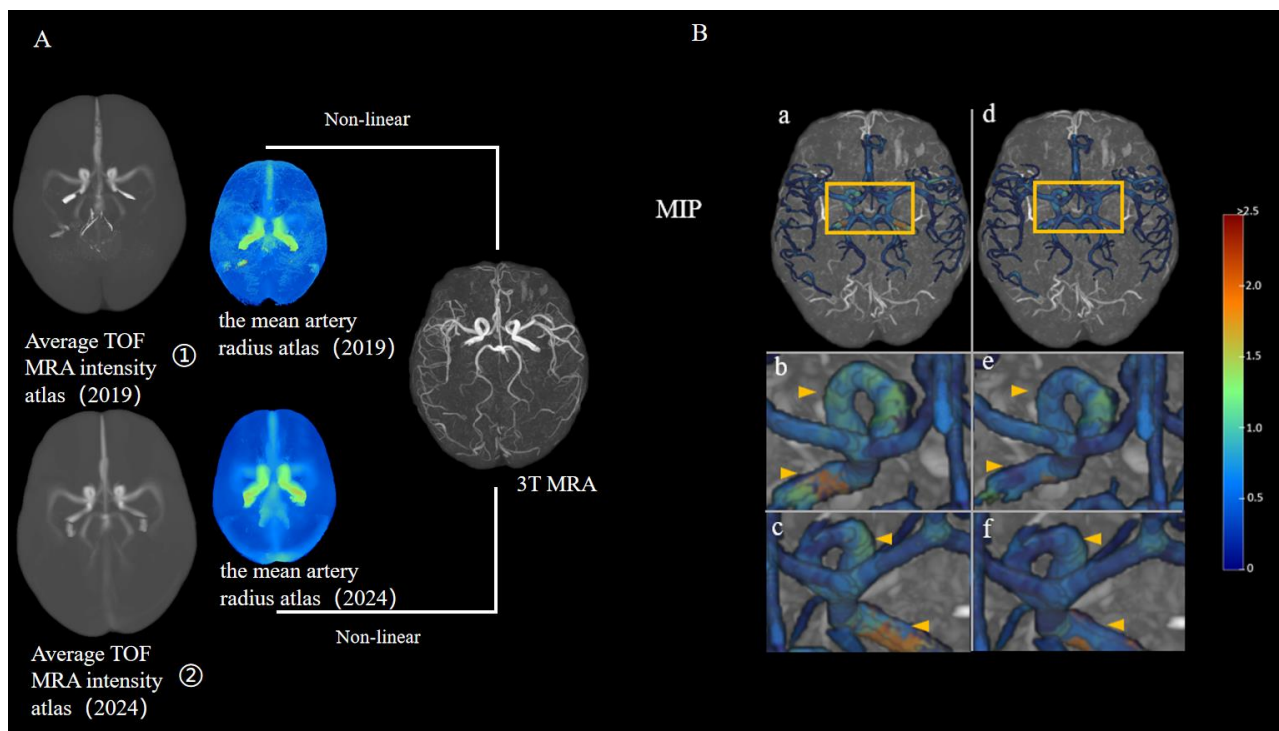 A
Non-linear
Average TOF
MRA intensity
atlas（2019）
①
the mean artery
radius atlas（2019）
3T MRA
the mean artery
radius atlas（2024）
Non-linear
Average TOF
MRA intensity
atlas（2024）
②
B
MIP
a
d
b
e
c
f
≥2.5
2.0
1.5
1.0
0.5
0